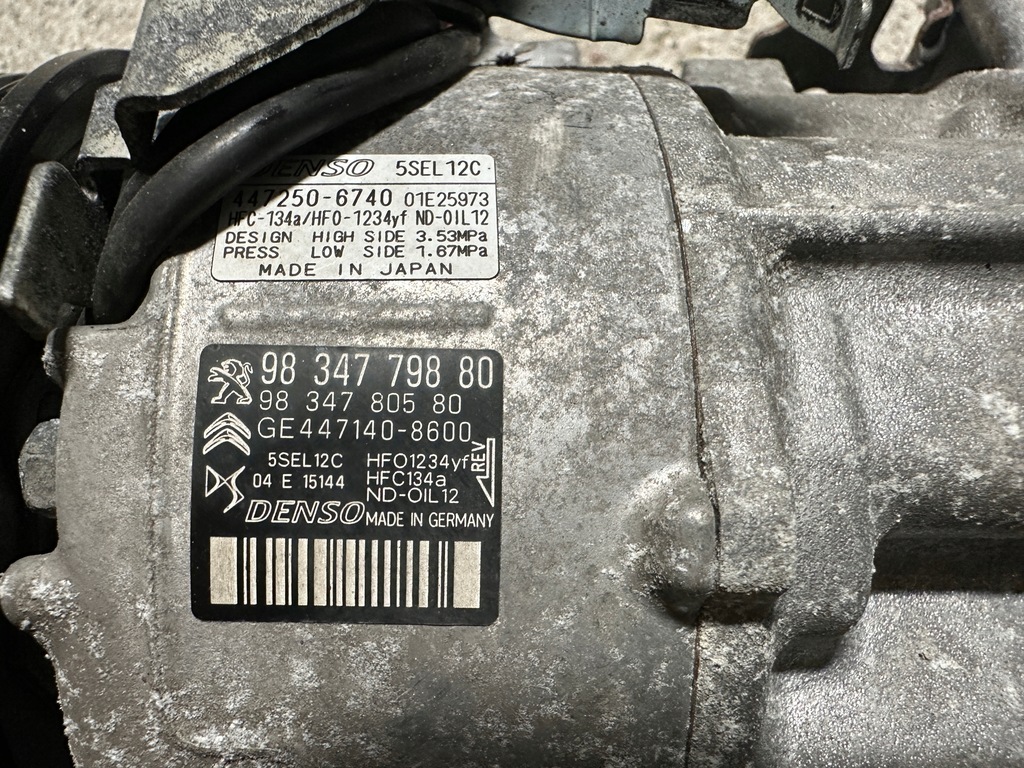 DENSO 5SEL12C
447250-6740 01E25973
HFC-134a/HFO-1234yf ND-OIL12
DESIGN HIGH SIDE 3.53MPa
PRESS LOW SIDE 1.67MPa
MADE IN JAPAN
98 347 798 80
98 347 805 80
GE447140-8600
5SEL12C HFO1234yf REV
04 E 15144 HFC134a
ND-OIL12
DENSO MADE IN GERMANY